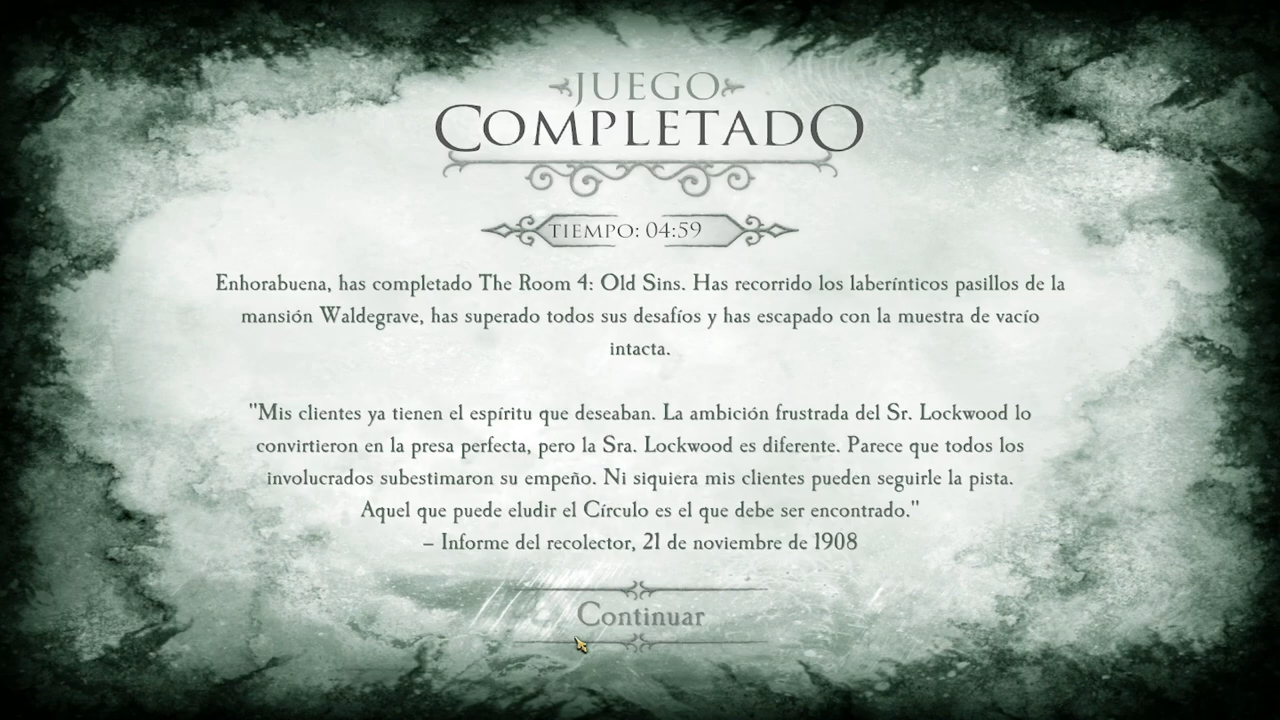 JUEGO
COMPLETADO
TIEMPO: 04:59
Enhorabuena, has completado The Room 4: Old Sins. Has recorrido los laberínticos pasillos de la
mansión Waldegrave, has superado todos sus desafíos y has escapado con la muestra de vacío
intacta.
"Mis clientes ya tienen el espíritu que deseaban. La ambición frustrada del Sr. Lockwood lo
convirtieron en la presa perfecta, pero la Sra. Lockwood es diferente. Parece que todos los
involucrados subestimaron su empeño. Ni siquiera mis clientes pueden seguirle la pista.
Aquel que puede eludir el Círculo es el que debe ser encontrado."
– Informe del recolector, 21 de noviembre de 1908
Continuar